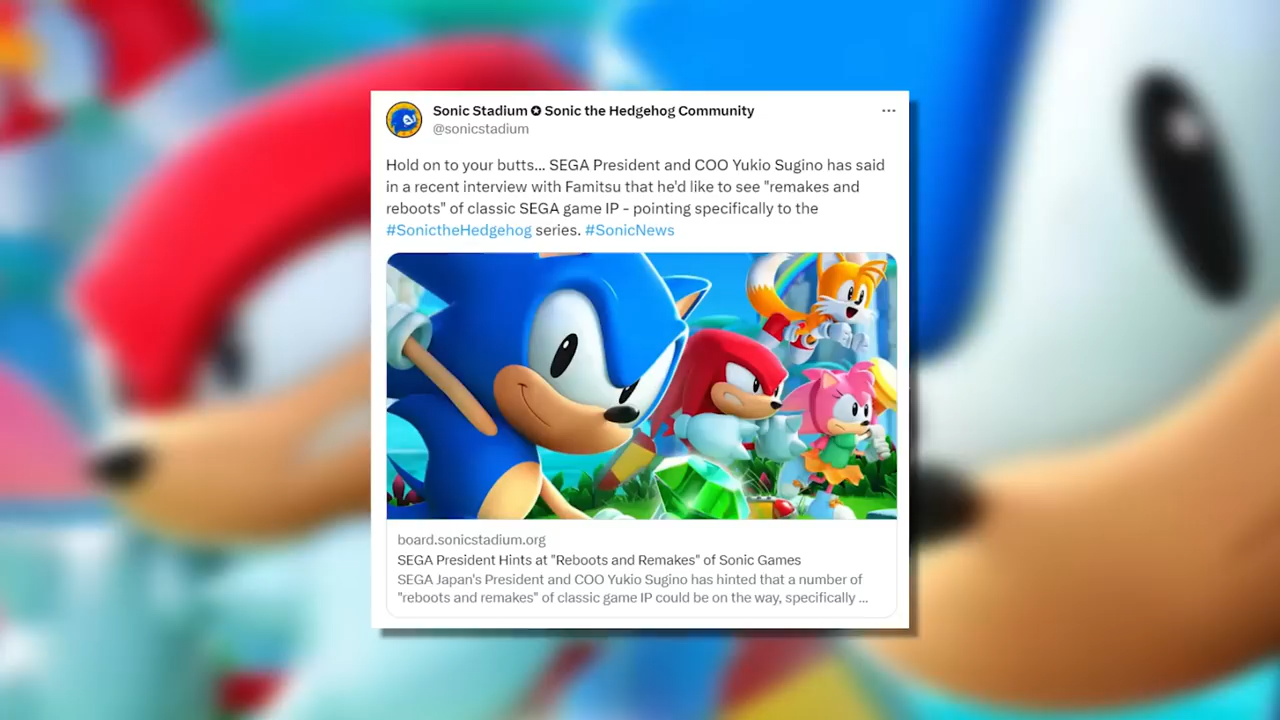 Sonic Stadium ✪ Sonic the Hedgehog Community
@sonicstadium
Hold on to your butts... SEGA President and COO Yukio Sugino has said
in a recent interview with Famitsu that he'd like to see "remakes and
reboots" of classic SEGA game IP - pointing specifically to the
#SonictheHedgehog series. #SonicNews
board.sonicstadium.org
SEGA President Hints at "Reboots and Remakes" of Sonic Games
SEGA Japan's President and COO Yukio Sugino has hinted that a number of
"reboots and remakes" of classic game IP could be on the way, specifically ...